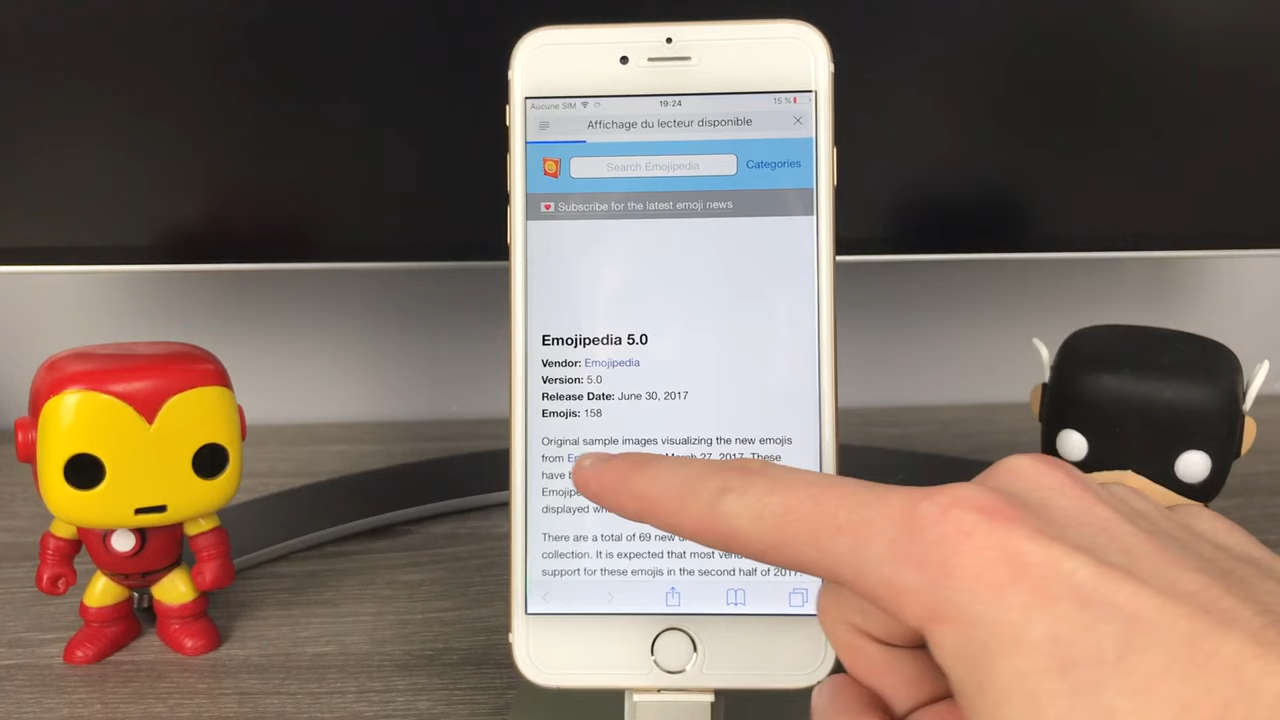 Aucune SIM 19:24 15 %
Affichage du lecteur disponible
Search Emojipedia Categories
Subscribe for the latest emoji news
Emojipedia 5.0
Vendor: Emojipedia
Version: 5.0
Release Date: June 30, 2017
Emojis: 158
Original sample images visualizing the new emojis
from March 27, 2017. These
have
displayed
There are a total of 69 new
collection. It is expected that most
support for these emojis in the second half of 2017.